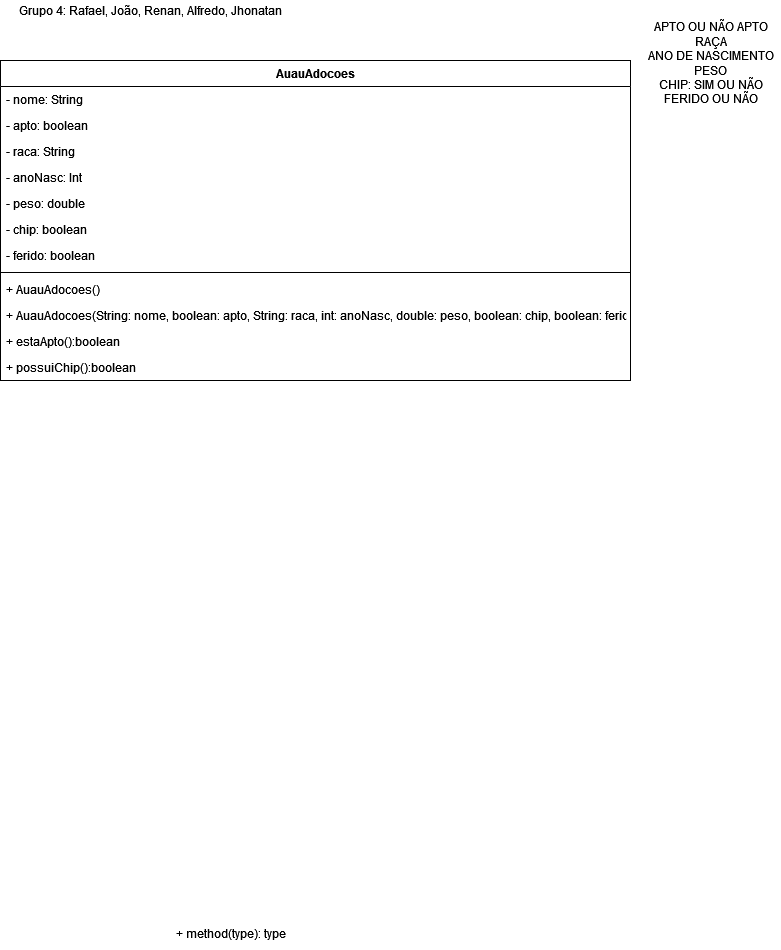 Grupo 4: Rafael, João, Renan, Alfredo, Jhonatan
APTO OU NÃO APTO
RAÇA
ANO DE NASCIMENTO
PESO
CHIP: SIM OU NÃO
FERIDO OU NÃO
AuauAdocoes
- nome: String
- apto: boolean
- raca: String
- anoNasc: Int
- peso: double
- chip: boolean
- ferido: boolean
+ AuauAdocoes()
+ AuauAdocoes(String: nome, boolean: apto, String: raca, int: anoNasc, double: peso, boolean: chip, boolean:
+ estaApto():boolean
+ possuiChip():boolean
+ method(type): type